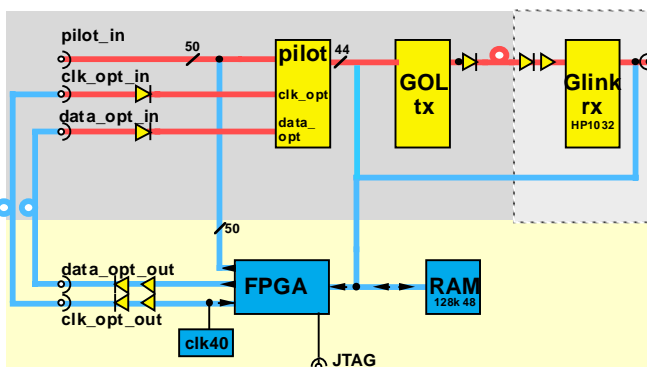 pilot_in
50
pilot
44
clk_opt_in
clk_opt
data_opt_in
data_
opt
GOL
tx
Glink
rx
HP1032
50
data_opt_out
FPGA
RAM
128k 48
clk_opt_out
clk40
JTAG